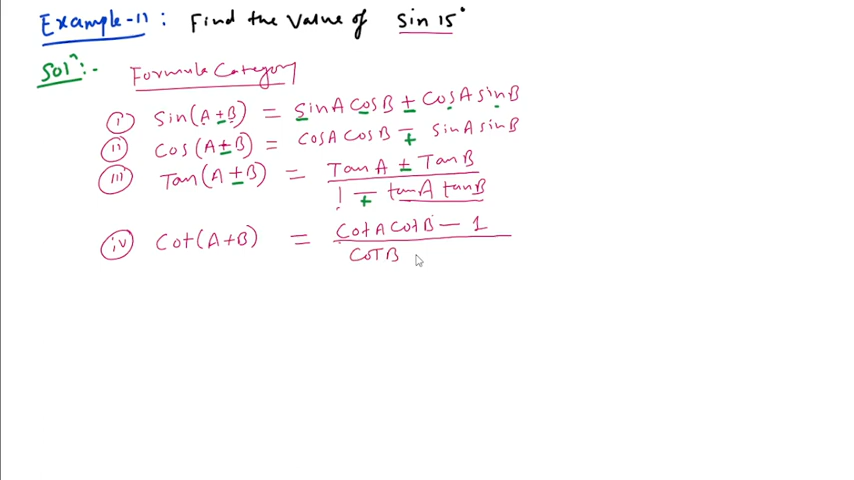 Example-11: Find the value of Sin 15°
Sol^n:- Formula Category
(i) Sin(A ± B) = SinA CosB ± CosA SinB
(ii) Cos(A ± B) = CosA CosB ∓ SinA SinB
(iii) Tan(A ± B) = TanA ± TanB / 1 ∓ tanA tanB
(iv) Cot(A+B) = CotA CotB − 1 / CotB